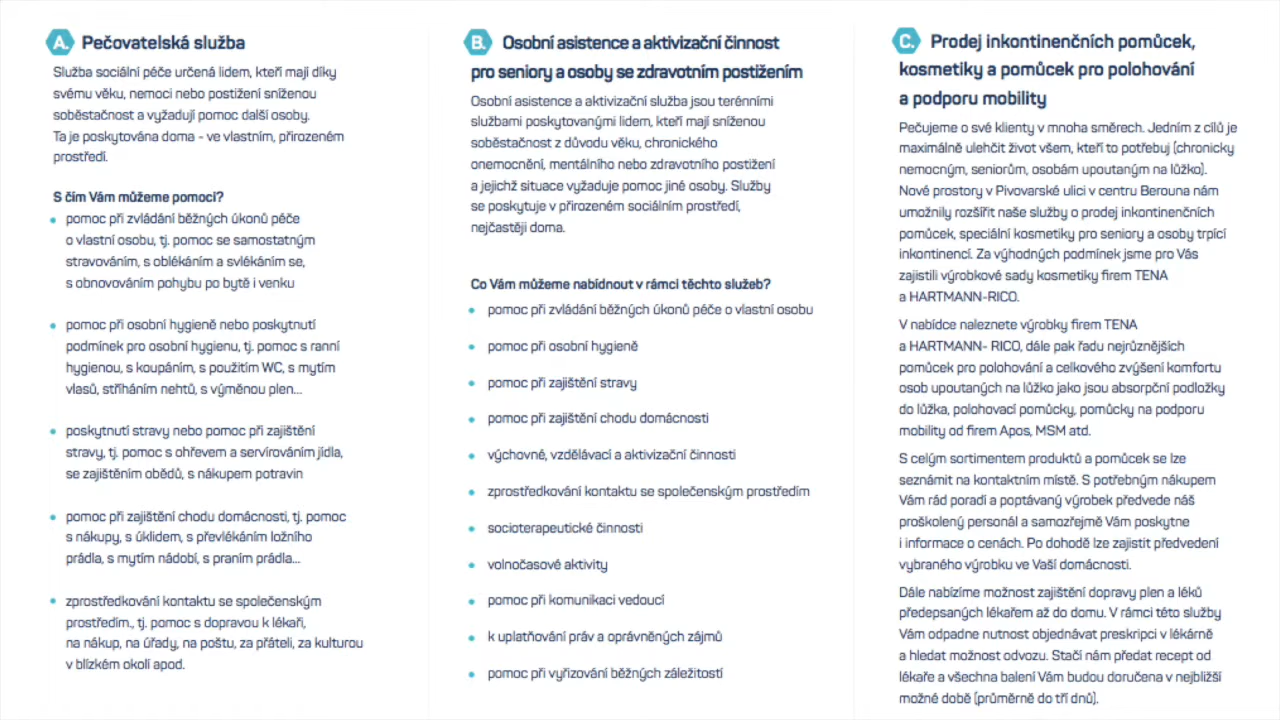 A. Pečovatelská služba
Služba sociální péče určená lidem, kteří mají díky
svému věku, nemoci nebo postižení sníženou
soběstačnost a vyžadují pomoc další osoby.
Ta je poskytována doma - ve vlastním, přirozeném
prostředí.
S čím Vám můžeme pomoci?
• pomoc při zvládání běžných úkonů péče
o vlastní osobu, tj. pomoc se samostatným
stravováním, s oblékáním a svlékáním se,
s obnovováním pohybu po bytě i venku
• pomoc při osobní hygieně nebo poskytnutí
podmínek pro osobní hygienu, tj. pomoc s ranní
hygienou, s koupáním, s použitím WC, s mytím
vlasů, stříháním nehtů, s výměnou plen...
• poskytnutí stravy nebo pomoc při zajištění
stravy, tj. pomoc s ohřevem a servírováním jídla,
se zajištěním obědů, s nákupem potravin
• pomoc při zajištění chodu domácnosti, tj. pomoc
s nákupy, s úklidem, s převlékáním ložního
prádla, s mytím nádobí, s praním prádla...
• zprostředkování kontaktu se společenským
prostředím., tj. pomoc s dopravou k lékaři,
na nákup, na úřady, na poštu, za přáteli, za kulturou
v blízkém okolí apod.
B. Osobní asistence a aktivizační činnost
pro seniory a osoby se zdravotním postižením
Osobní asistence a aktivizační služba jsou terénními
službami poskytovanými lidem, kteří mají sníženou
soběstačnost z důvodu věku, chronického
onemocnění, mentálního nebo zdravotního postižení
a jejichž situace vyžaduje pomoc jiné osoby. Služby
se poskytuje v přirozeném sociálním prostředí,
nejčastěji doma.
Co Vám můžeme nabídnout v rámci těchto služeb?
• pomoc při zvládání běžných úkonů péče o vlastní osobu
• pomoc při osobní hygieně
• pomoc při zajištění stravy
• pomoc při zajištění chodu domácnosti
• výchovné, vzdělávací a aktivizační činnosti
• zprostředkování kontaktu se společenským prostředím
• socioterapeutické činnosti
• volnočasové aktivity
• pomoc při komunikaci vedoucí
• k uplatňování práv a oprávněných zájmů
• pomoc při vyřizování běžných záležitostí
C. Prodej inkontinenčních pomůcek,
kosmetiky a pomůcek pro polohování
a podporu mobility
Pečujeme o své klienty v mnoha směrech. Jedním z cílů je
maximálně ulehčit život všem, kteří to potřebuj (chronicky
nemocným, seniorům, osobám upoutaným na lůžko).
Nové prostory v Pivovarské ulici v centru Berouna nám
umožnily rozšířit naše služby o prodej inkontinenčních
pomůcek, speciální kosmetiky pro seniory a osoby trpící
inkontinencí. Za výhodných podmínek jsme pro Vás
zajistili výrobkové sady kosmetiky firem TENA
a HARTMANN-RICO.
V nabídce naleznete výrobky firem TENA
a HARTMANN- RICO, dále pak řadu nejrůznějších
pomůcek pro polohování a celkového zvýšení komfortu
osob upoutaných na lůžko jako jsou absorpční podložky
do lůžka, polohovací pomůcky, pomůcky na podporu
mobility od firem Apos, MSM atd.
S celým sortimentem produktů a pomůcek se lze
seznámit na kontaktním místě. S potřebným nákupem
Vám rád poradí a poptávaný výrobek předvede náš
proškolený personál a samozřejmě Vám poskytne
i informace o cenách. Po dohodě lze zajistit předvedení
vybraného výrobku ve Vaší domácnosti.
Dále nabízíme možnost zajištění dopravy plen a léků
předepsaných lékařem až do domu. V rámci této služby
Vám odpadne nutnost objednávat preskripci v lékárně
a hledat možnost odvozu. Stačí nám předat recept od
lékaře a všechna balení Vám budou doručena v nejbližší
možné době (průměrně do tří dnů).